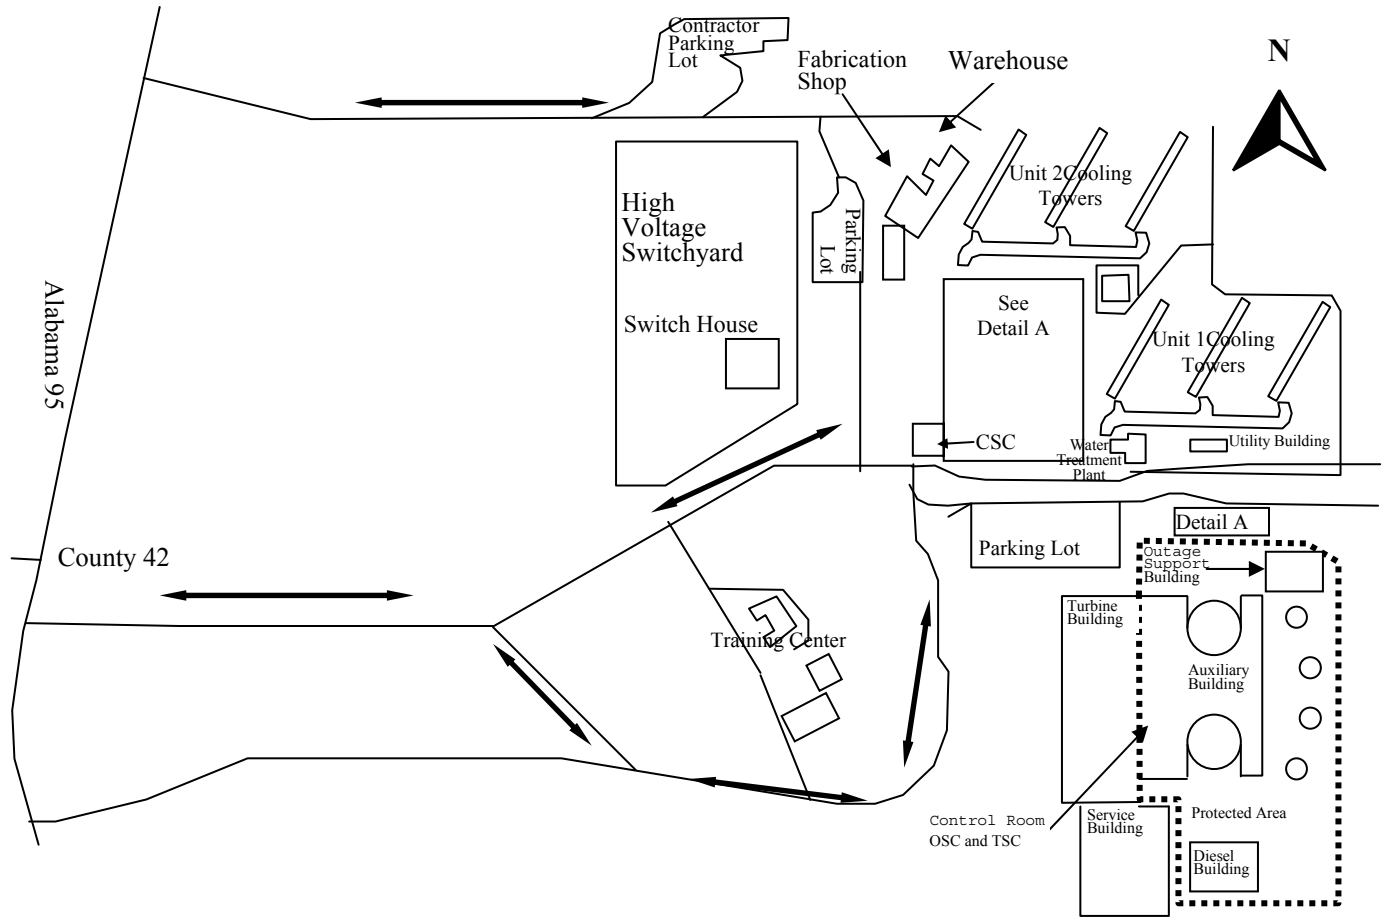 Contractor
Parking
Lot
Fabrication
Shop
Warehouse
N
Unit 2Cooling
Towers
High
Voltage
Switchyard
Parking
Lot
Switch House
See
Detail A
Alabama 95
Unit 1Cooling
Towers
CSC
Water
Treatment
Plant
Utility Building
County 42
Parking Lot
Detail A
Outage
Support
Building
Turbine
Building
Training Center
Auxiliary
Building
Control Room
OSC and TSC
Service
Building
Protected Area
Diesel
Building